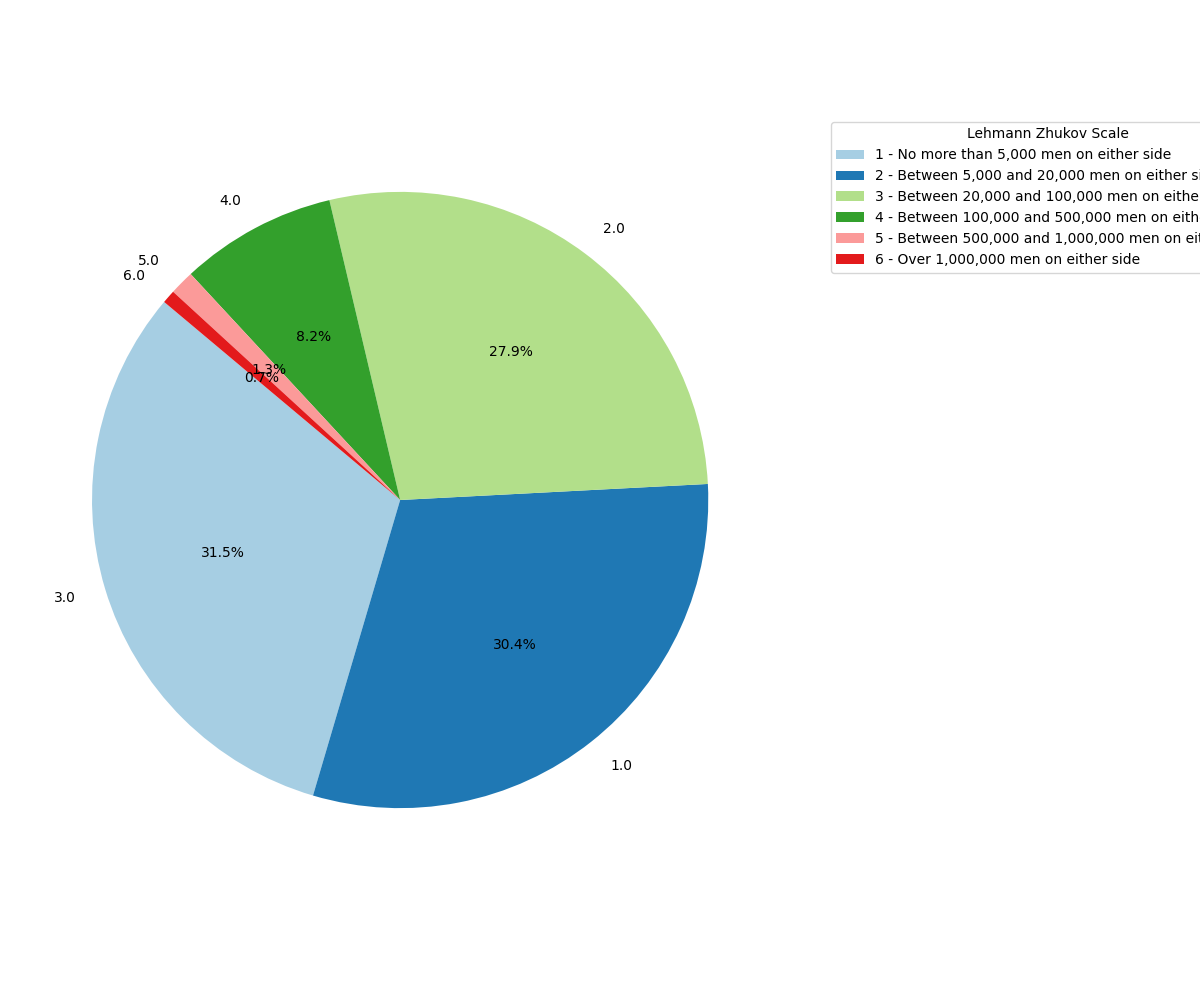 Lehmann Zhukov Scale
1 - No more than 5,000 men on either side
2 - Between 5,000 and 20,000 men on either si
3 - Between 20,000 and 100,000 men on eithe
4 - Between 100,000 and 500,000 men on eith
5 - Between 500,000 and 1,000,000 men on eit
6 - Over 1,000,000 men on either side
4.0
2.0
5.0
6.0
8.2%
27.9%
1.3%
0.7%
31.5%
3.0
30.4%
1.0